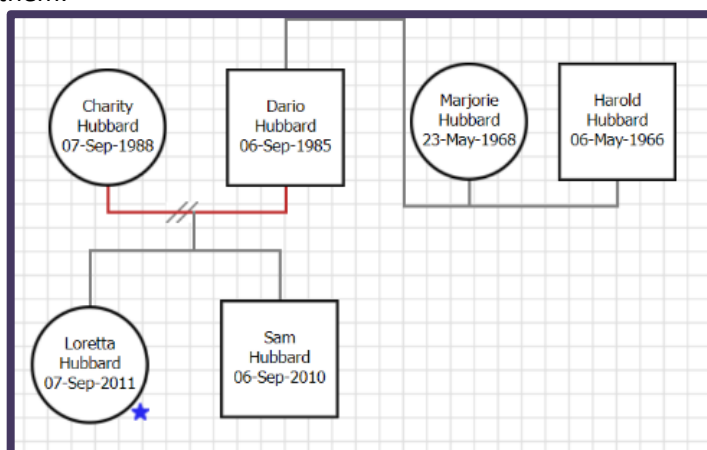 them.
Charity
Hubbard
07-Sep-1988
Dario
Hubbard
06-Sep-1985
Marjorie
Hubbard
23-May-1968
Harold
Hubbard
06-May-1966
Loretta
Hubbard
07-Sep-2011
Sam
Hubbard
06-Sep-2010